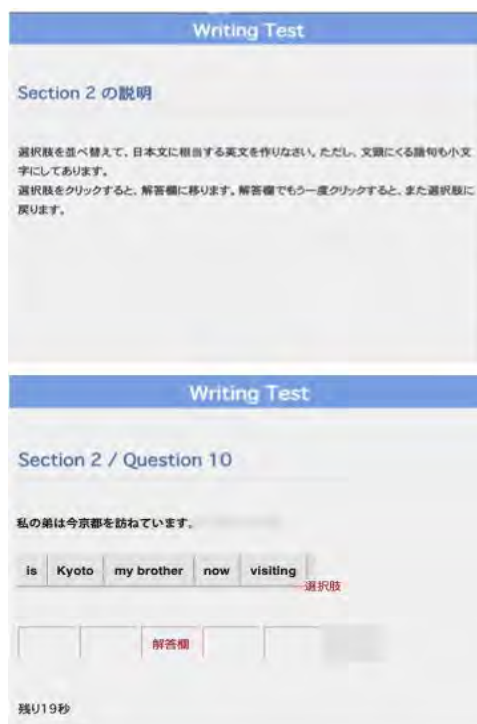 Writing Test
Section 2 の説明
選択肢を並べ替えて、日本文に相当する英文を作りなさい。ただし、文頭にくる語句も小文
字にしてあります。
選択肢をクリックすると、解答欄に移ります。解答欄でもう一度クリックすると、また選択肢に
戻ります。
Writing Test
Section 2 / Question 10
私の弟は今京都を訪ねています。
is Kyoto my brother now visiting
選択肢
解答欄
残り19秒